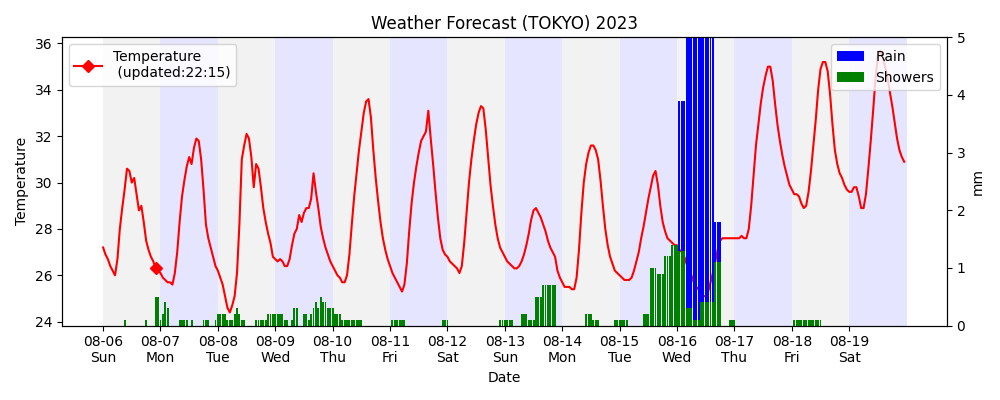 Weather Forecast (TOKYO) 2023
Temperature
(updated:22:15)
Rain
Showers
Temperature
36
34
32
30
28
26
24
5
4
3
2
1
0
mm
08-06 08-07 08-08 08-09 08-10 08-11 08-12 08-13 08-14 08-15 08-16 08-17 08-18 08-19
Sun Mon Tue Wed Thu Fri Sat Sun Mon Tue Wed Thu Fri Sat
Date